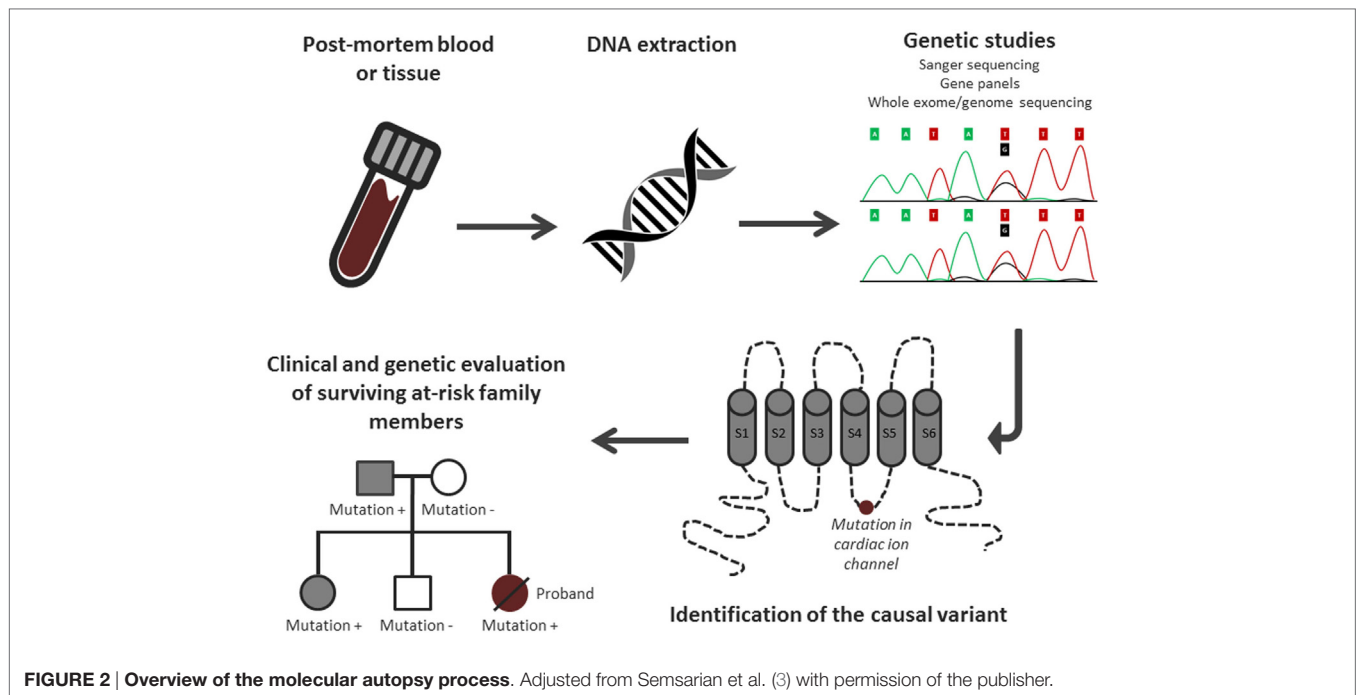 Post-mortem blood
or tissue
DNA extraction
Genetic studies
Sanger sequencing
Gene panels
Whole exome/genome sequencing
A A T A T T T
G
A A T A T T T
G
Clinical and genetic evaluation
of surviving at-risk family
members
Mutation + Mutation -
Proband
Mutation + Mutation - Mutation +
S1 S2 S3 S4 S5 S6
Mutation in
cardiac ion
channel
Identification of the causal variant
FIGURE 2 | Overview of the molecular autopsy process. Adjusted from Semsarian et al. (3) with permission of the publisher.